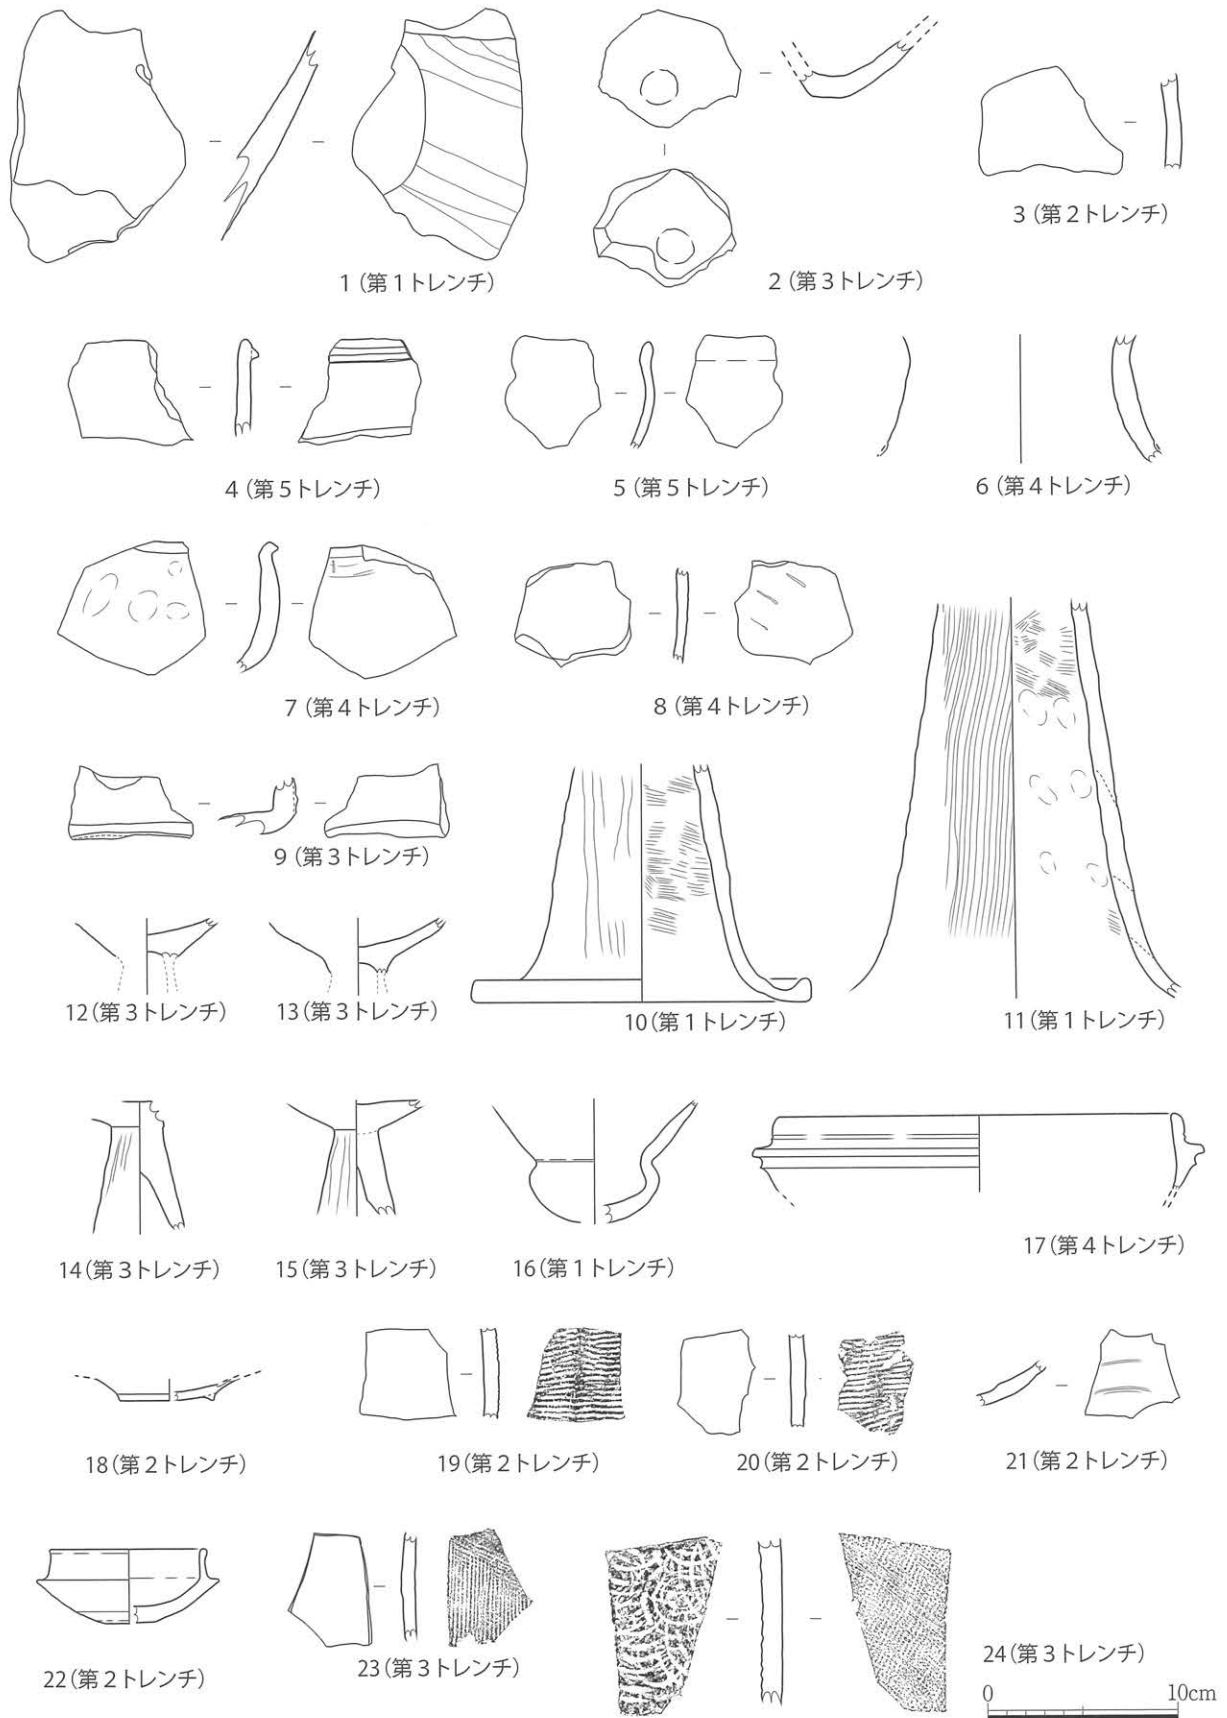 1（第1トレンチ）
2（第3トレンチ）
3（第2トレンチ）
4（第5トレンチ）
5（第5トレンチ）
6（第4トレンチ）
7（第4トレンチ）
8（第4トレンチ）
9（第3トレンチ）
10（第1トレンチ）
11（第1トレンチ）
12（第3トレンチ）
13（第3トレンチ）
14（第3トレンチ）
15（第3トレンチ）
16（第1トレンチ）
17（第4トレンチ）
18（第2トレンチ）
19（第2トレンチ）
20（第2トレンチ）
21（第2トレンチ）
22（第2トレンチ）
23（第3トレンチ）
24（第3トレンチ）
0 10cm